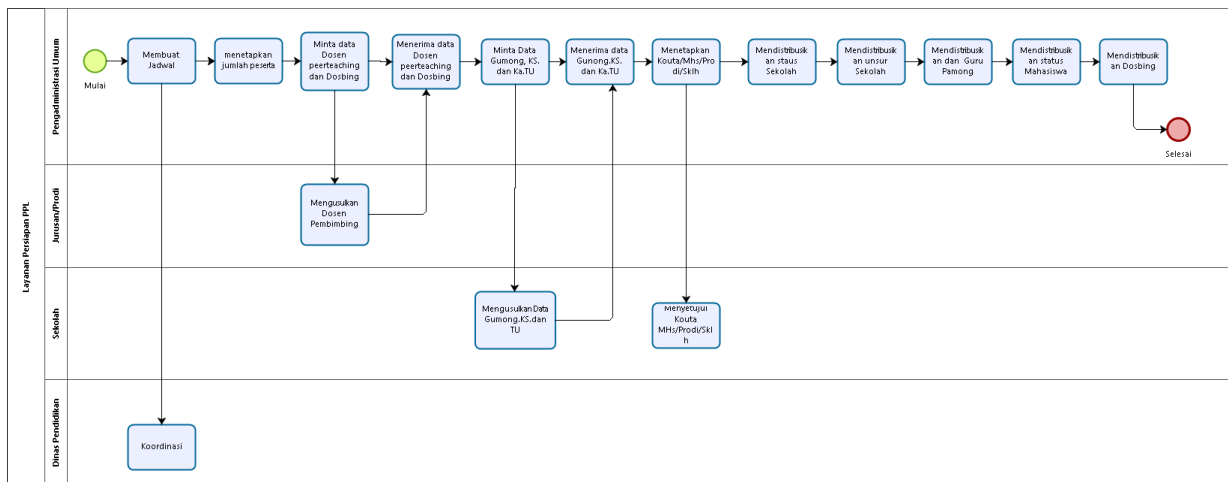 Layanan Persiapan PPL
Pengadministrasi Umum
Mulai
Membuat
Jadwal
menetapkan
jumlah peseta
Minta data
Dosen
peerteaching
dan Dosbing
Menerima data
Dosen
peerteaching
dan Dosbing
Minta Data
Gumong, KS.
dan Ka.TU
Menerima data
Gunong.KS.
dan Ka.TU
Menetapkan
Kouta/Mhs/Pro
di/Sklh
Mendistribusik
an staus
Sekolah
Mendistribusik
an unsur
Sekolah
Mendistribusik
an dan Guru
Pamong
Mendistribusik
an status
Mahasiswa
Mendistribusik
an Dosbing
Selesai
Jurusan/Prodi
Mengusulkan
Dosen
Pembimbing
Sekolah
Mengusulkan Data
Gumong.KS.dan
TU
Menyetujui
Kouta
MHs/Prodi/Skl
h
Dinas Pendidikan
Koordinasi